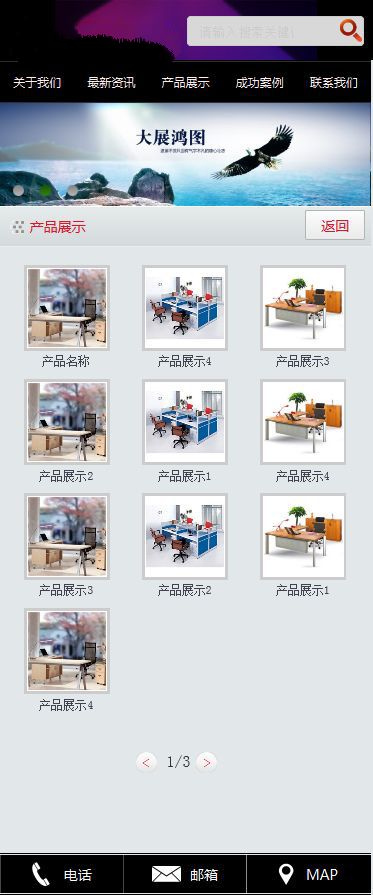 请输入搜索关键词
关于我们 最新资讯 产品展示 成功案例 联系我们
大展鸿图
产品展示 返回
产品名称 产品展示4 产品展示3
产品展示2 产品展示1 产品展示4
产品展示3 产品展示2 产品展示1
产品展示4
< 1/3 >
电话 邮箱 MAP